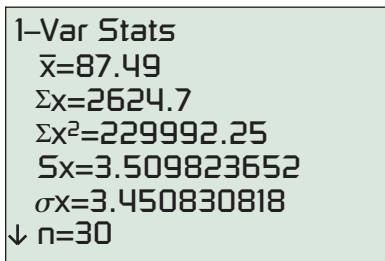 1–Var Stats
x̄=87.49
Σx=2624.7
Σx²=229992.25
Sx=3.509823652
σx=3.450830818
↓ n=30